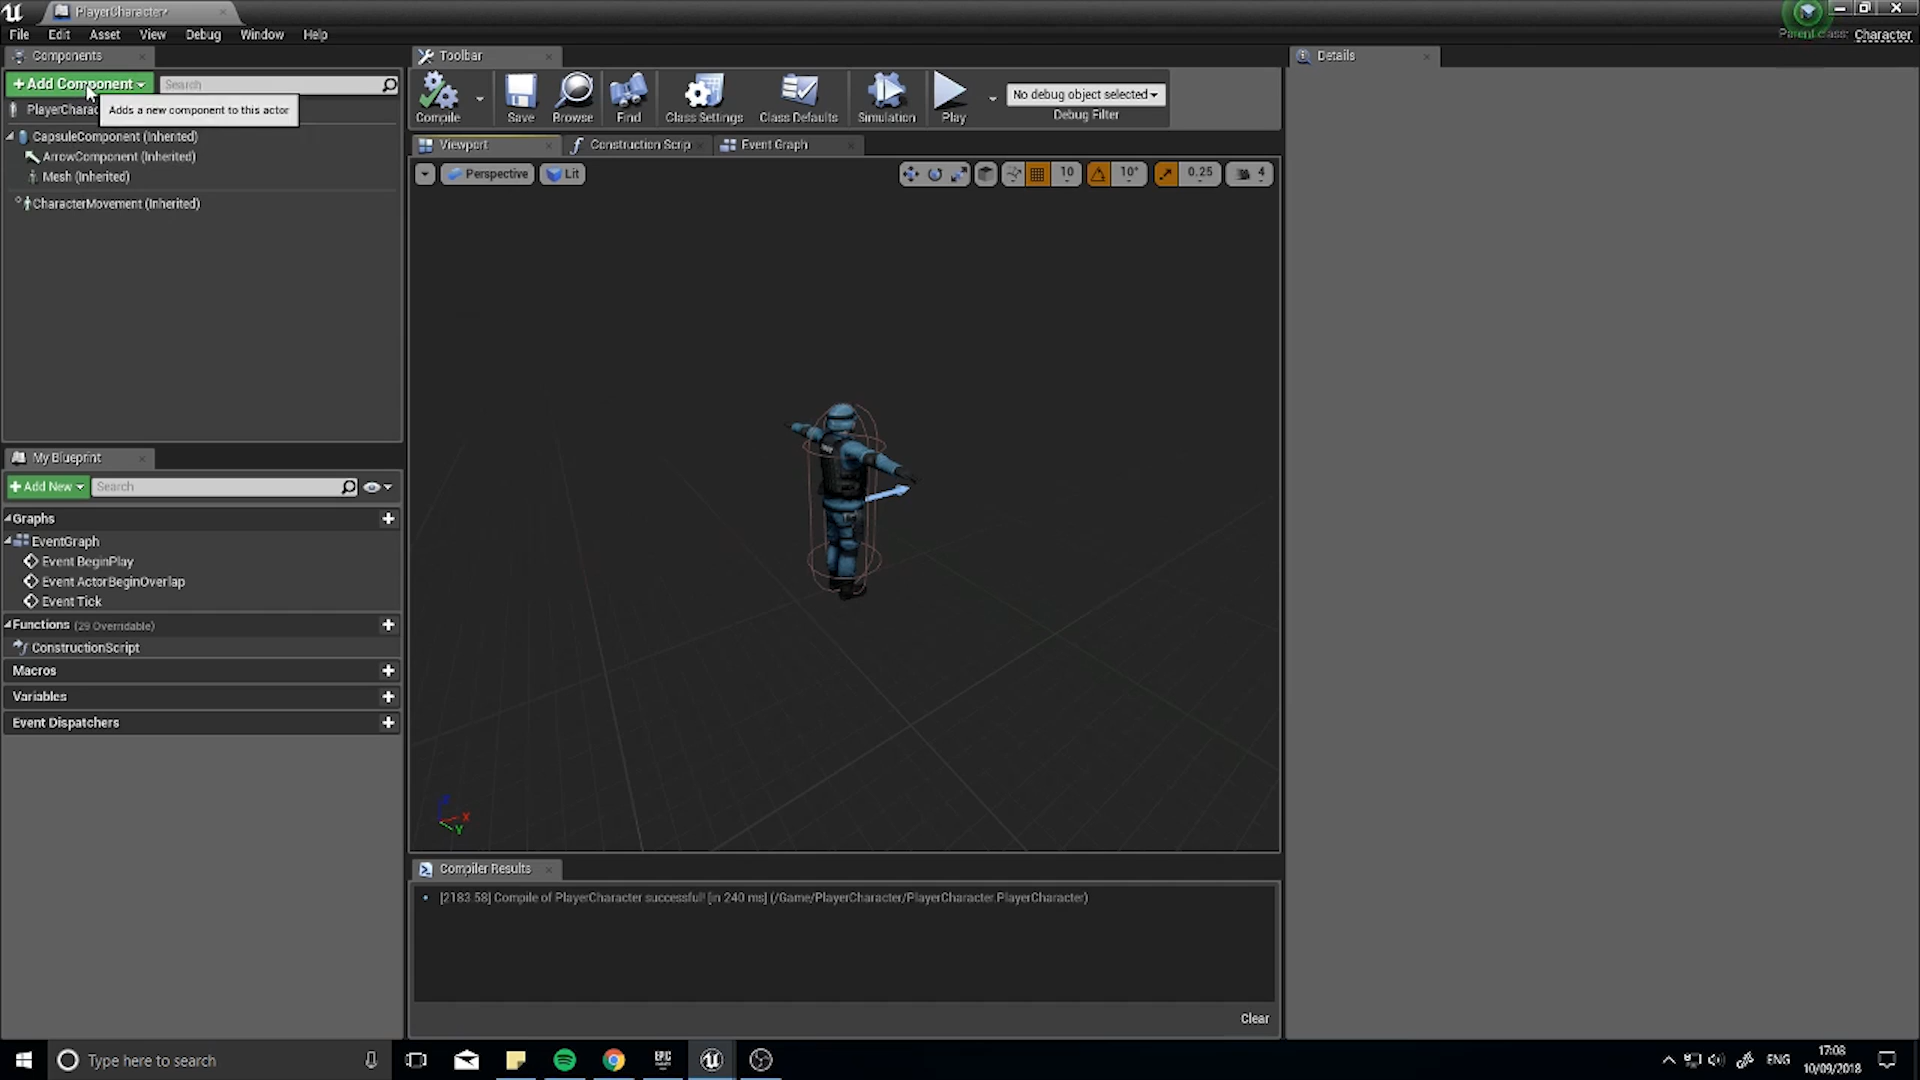 PlayerCharacter*
File Edit Asset View Debug Window Help
Parent class: Character
Components
+ Add Component Search
PlayerCharac
Adds a new component to this actor
CapsuleComponent (Inherited)
ArrowComponent (Inherited)
Mesh (Inherited)
CharacterMovement (Inherited)
My Blueprint
+ Add New Search
Graphs
EventGraph
Event BeginPlay
Event ActorBeginOverlap
Event Tick
Functions (29 Overridable)
ConstructionScript
Macros
Variables
Event Dispatchers
Toolbar
Compile Save Browse Find Class Settings Class Defaults Simulation Play
No debug object selected
Debug Filter
Viewport Construction Scrip Event Graph
Perspective Lit 10 10° 0.25 4
Z X Y
Compiler Results
[2183.58] Compile of PlayerCharacter successful! [in 240 ms] (/Game/PlayerCharacter/PlayerCharacter.PlayerCharacter)
Clear
Details
Type here to search
EPIC
ENG
17:08
10/09/2018